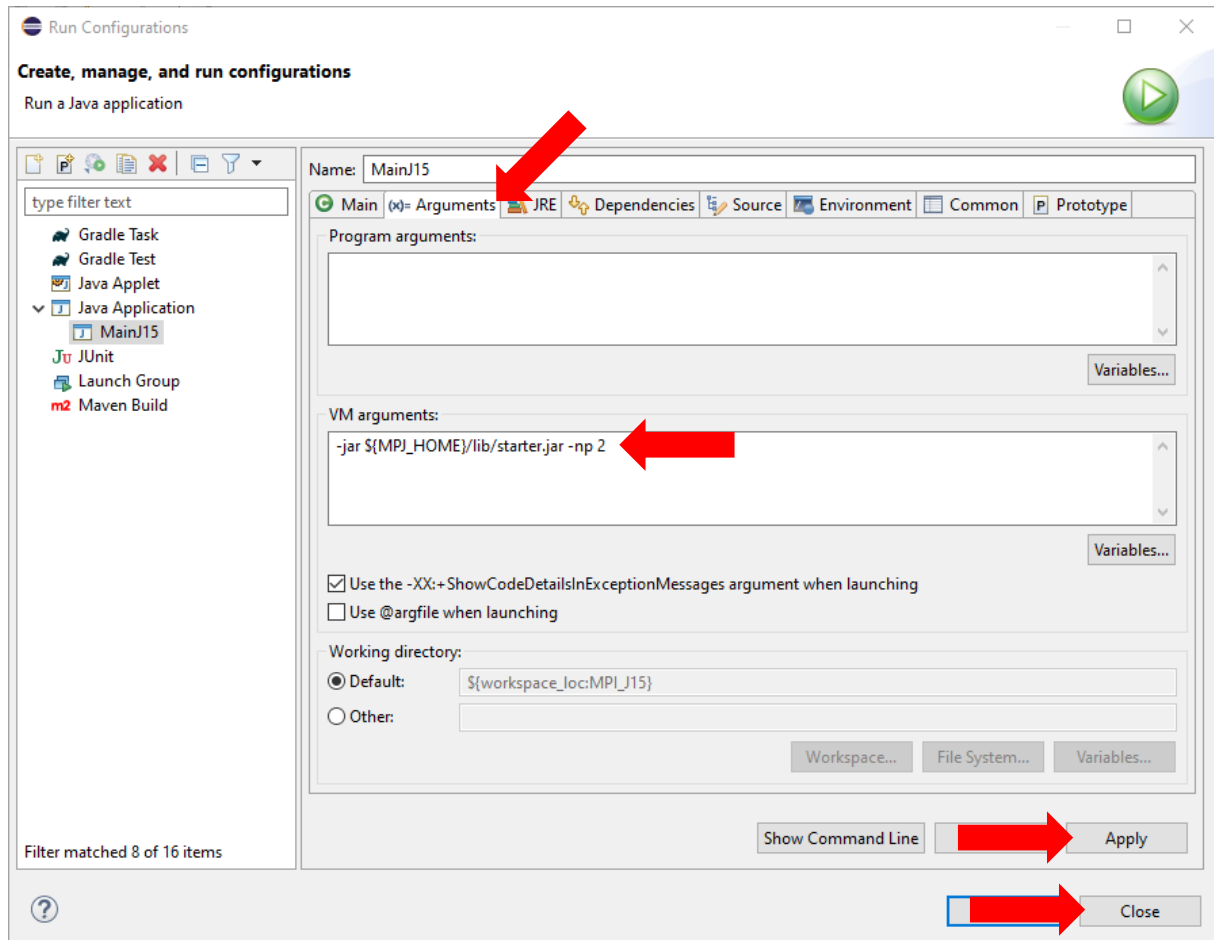 Run Configurations
Create, manage, and run configurations
Run a Java application
type filter text
Gradle Task
Gradle Test
Java Applet
Java Application
MainJ15
JUnit
Launch Group
Maven Build
Filter matched 8 of 16 items
Name: MainJ15
Main (x)= Arguments JRE Dependencies Source Environment Common Prototype
Program arguments:
Variables...
VM arguments:
-jar ${MPJ_HOME}/lib/starter.jar -np 2
Variables...
Use the -XX:+ShowCodeDetailsInExceptionMessages argument when launching
Use @argfile when launching
Working directory:
Default: ${workspace_loc:MPI_J15}
Other:
Workspace... File System... Variables...
Show Command Line Apply
Close